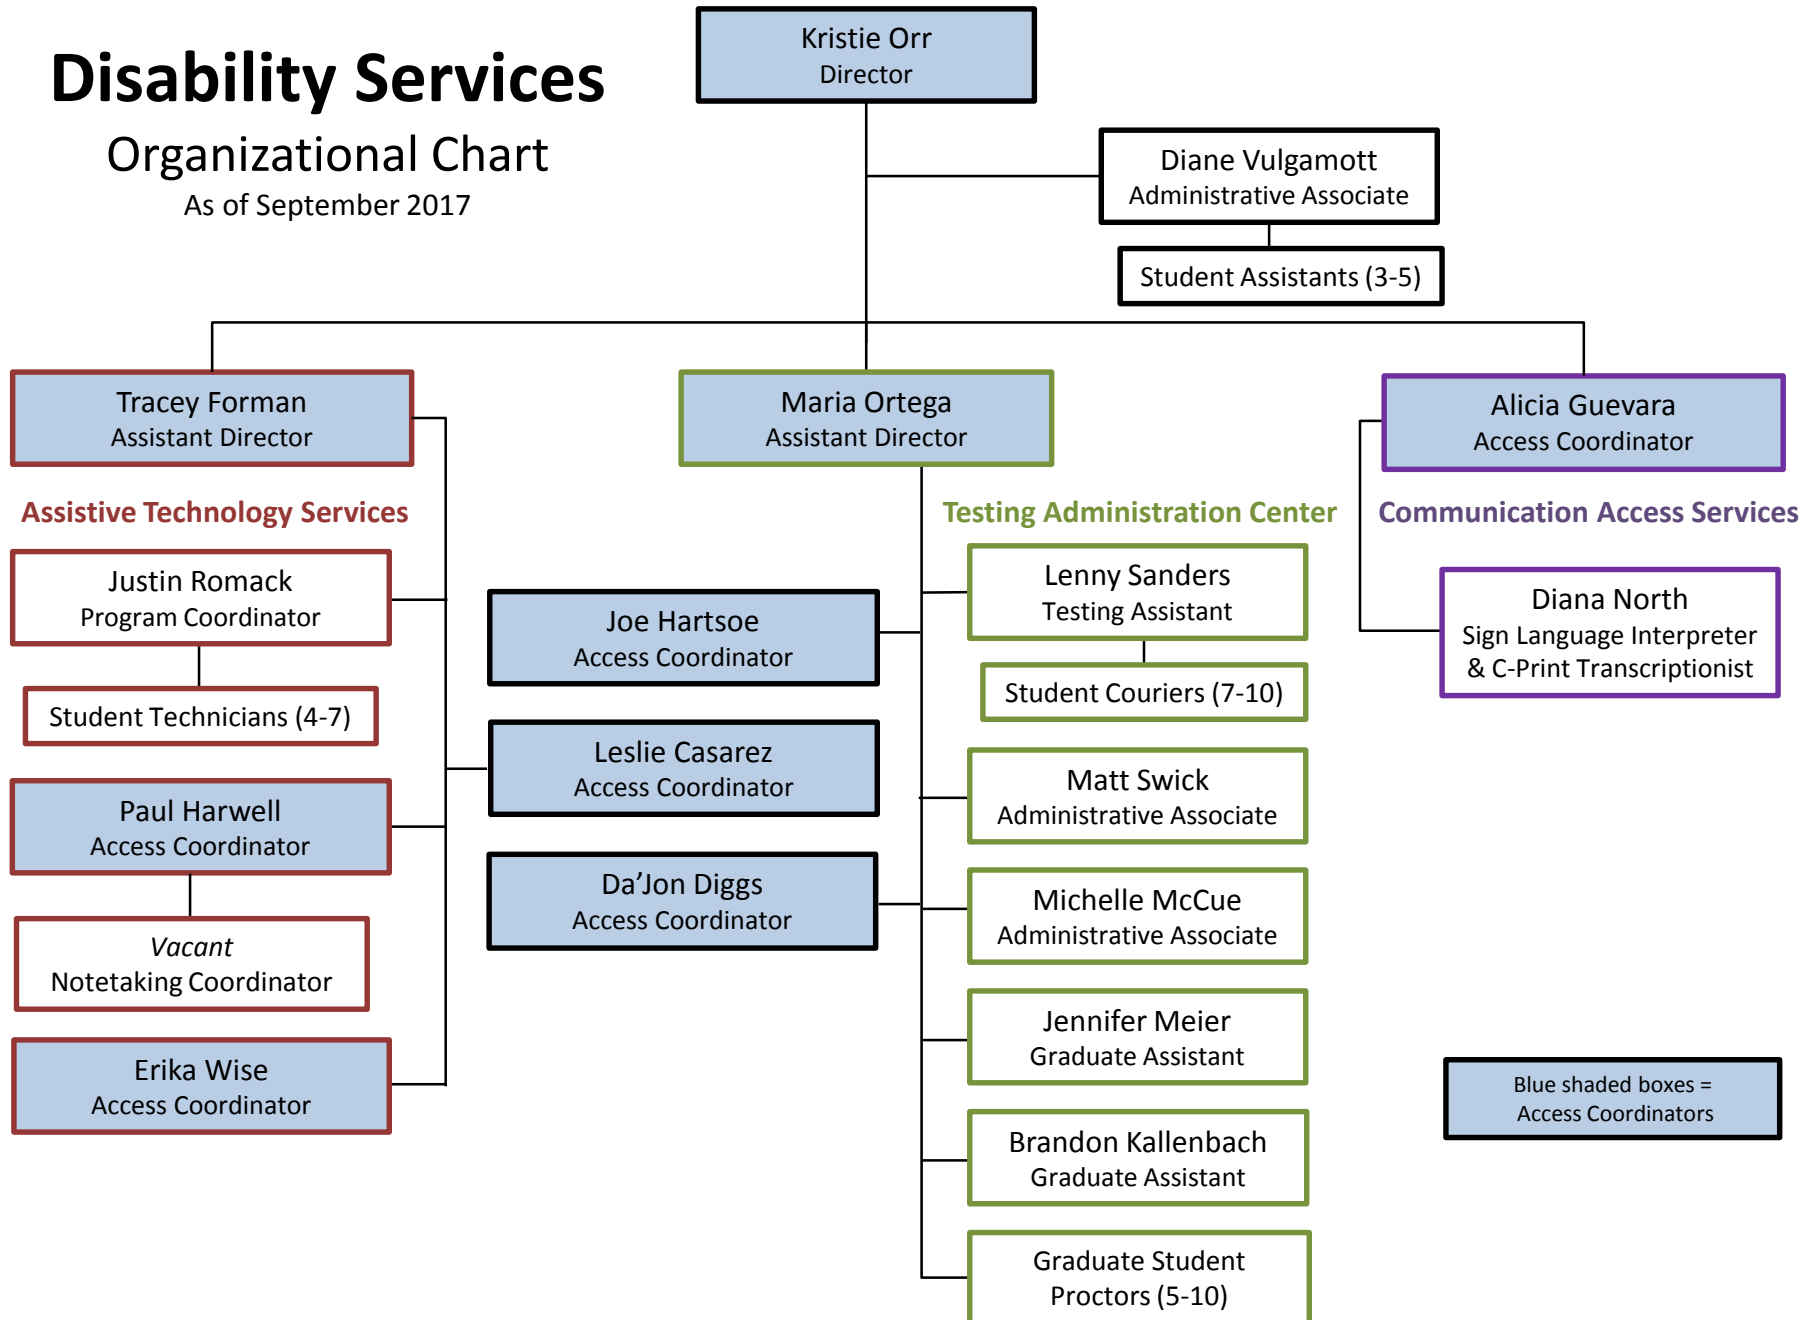 Disability Services
Organizational Chart
As of September 2017
Kristie Orr
Director
Diane Vulgamott
Administrative Associate
Student Assistants (3-5)
Tracey Forman
Assistant Director
Maria Ortega
Assistant Director
Alicia Guevara
Access Coordinator
Assistive Technology Services
Justin Romack
Program Coordinator
Student Technicians (4-7)
Paul Harwell
Access Coordinator
Vacant
Notetaking Coordinator
Erika Wise
Access Coordinator
Joe Hartsoe
Access Coordinator
Leslie Casarez
Access Coordinator
Da’Jon Diggs
Access Coordinator
Testing Administration Center
Lenny Sanders
Testing Assistant
Student Couriers (7-10)
Matt Swick
Administrative Associate
Michelle McCue
Administrative Associate
Jennifer Meier
Graduate Assistant
Brandon Kallenbach
Graduate Assistant
Graduate Student
Proctors (5-10)
Communication Access Services
Diana North
Sign Language Interpreter
& C-Print Transcriptionist
Blue shaded boxes =
Access Coordinators